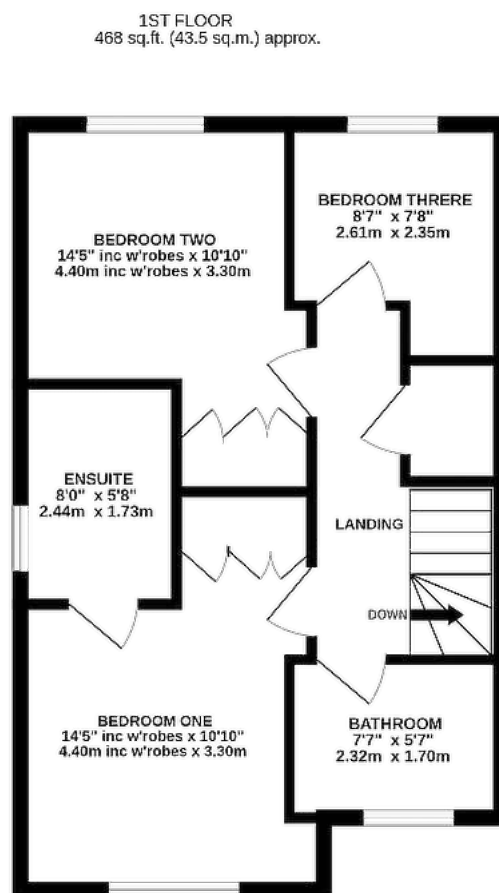 1ST FLOOR
468 sq.ft. (43.5 sq.m.) approx.
BEDROOM THRERE
8'7" x 7'8"
2.61m x 2.35m
BEDROOM TWO
14'5" inc w'robes x 10'10"
4.40m inc w'robes x 3.30m
ENSUITE
8'0" x 5'8"
2.44m x 1.73m
LANDING
DOWN
BEDROOM ONE
14'5" inc w'robes x 10'10"
4.40m inc w'robes x 3.30m
BATHROOM
7'7" x 5'7"
2.32m x 1.70m